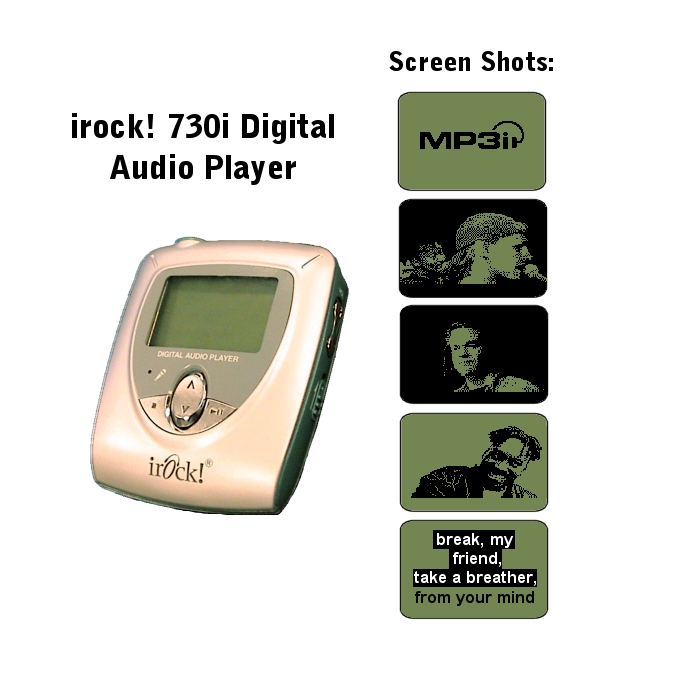 Screen Shots:
irock! 730i Digital
Audio Player
MP3i
DIGITAL AUDIO PLAYER
irock!®
break, my
friend,
take a breather,
from your mind